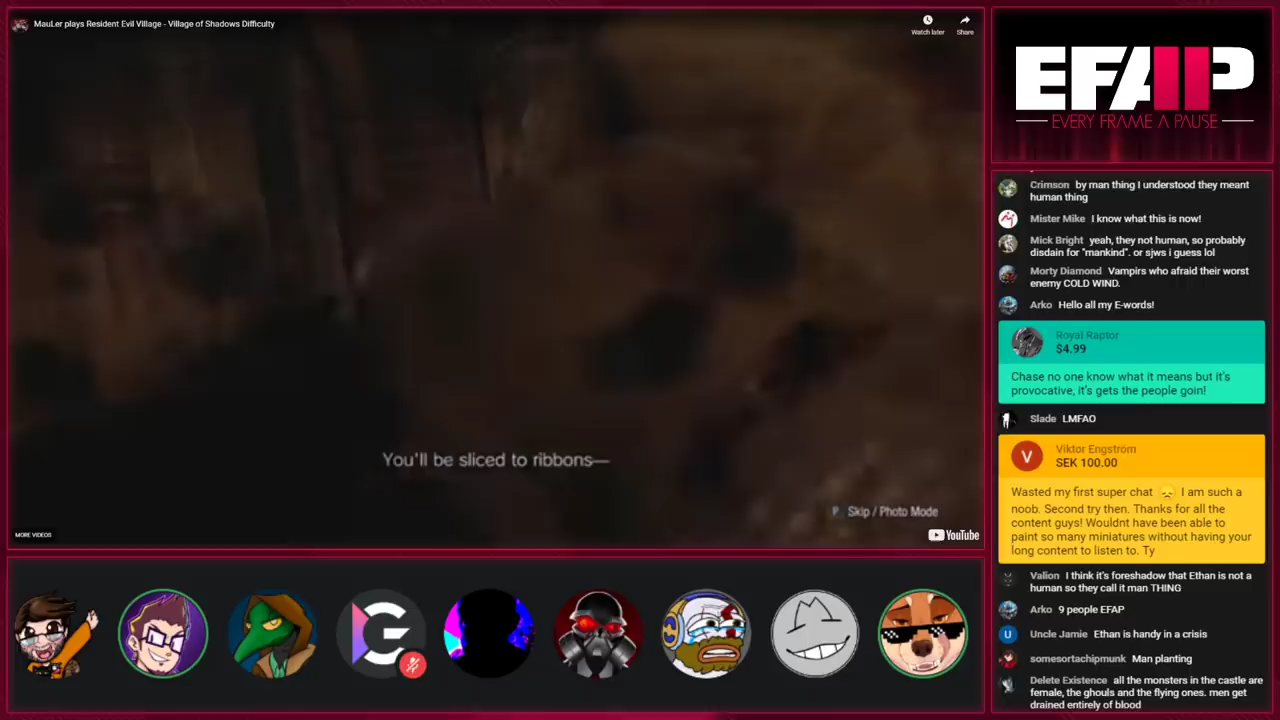 MauLer plays Resident Evil Village - Village of Shadows Difficulty
Watch later
Share
You'll be sliced to ribbons—
P Skip / Photo Mode
MORE VIDEOS
YouTube
EFAP
EVERY FRAME A PAUSE
Crimson by man thing I understood they meant
human thing
Mister Mike I know what this is now!
Mick Bright yeah, they not human, so probably
disdain for "mankind". or sjws i guess lol
Morty Diamond Vampirs who afraid their worst
enemy COLD WIND.
Arko Hello all my E-words!
Royal Raptor
$4.99
Chase no one know what it means but it's
provocative, it's gets the people goin!
Slade LMFAO
V
Viktor Engström
SEK 100.00
Wasted my first super chat 😞 I am such a
noob. Second try then. Thanks for all the
content guys! Wouldnt have been able to
paint so many miniatures without having your
long content to listen to. Ty
Valion I think it's foreshadow that Ethan is not a
human so they call it man THING
Arko 9 people EFAP
U
Uncle Jamie Ethan is handy in a crisis
somesortachipmunk Man planting
Delete Existence all the monsters in the castle are
female, the ghouls and the flying ones. men get
drained entirely of blood